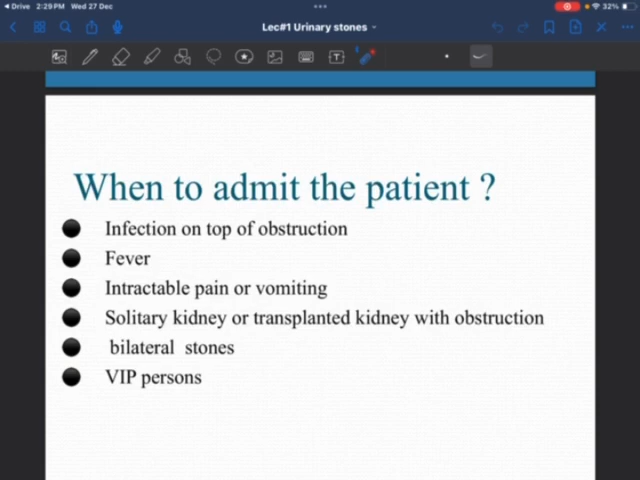 Drive 2:29 PM Wed 27 Dec
32%
Lec#1 Urinary stones
When to admit the patient ?
Infection on top of obstruction
Fever
Intractable pain or vomiting
Solitary kidney or transplanted kidney with obstruction
bilateral stones
VIP persons